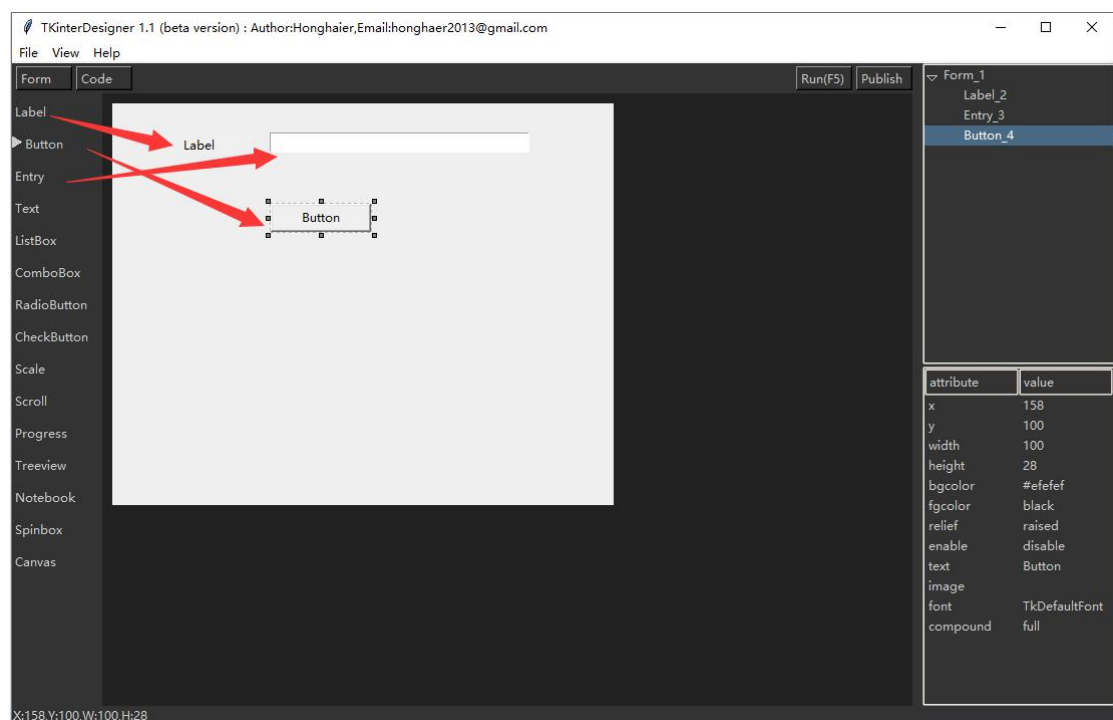 TKinterDesigner 1.1 (beta version) : Author:Honghaier,Email:honghaer2013@gmail.com
File View Help
Form Code Run(F5) Publish
Label
Button
Entry
Text
ListBox
ComboBox
RadioButton
CheckButton
Scale
Scroll
Progress
Treeview
Notebook
Spinbox
Canvas
Label
Button
Form_1
Label_2
Entry_3
Button_4
attribute value
x 158
y 100
width 100
height 28
bgcolor #efefef
fgcolor black
relief raised
enable disable
text Button
image
font TkDefaultFont
compound full
X:158,Y:100,W:100,H:28